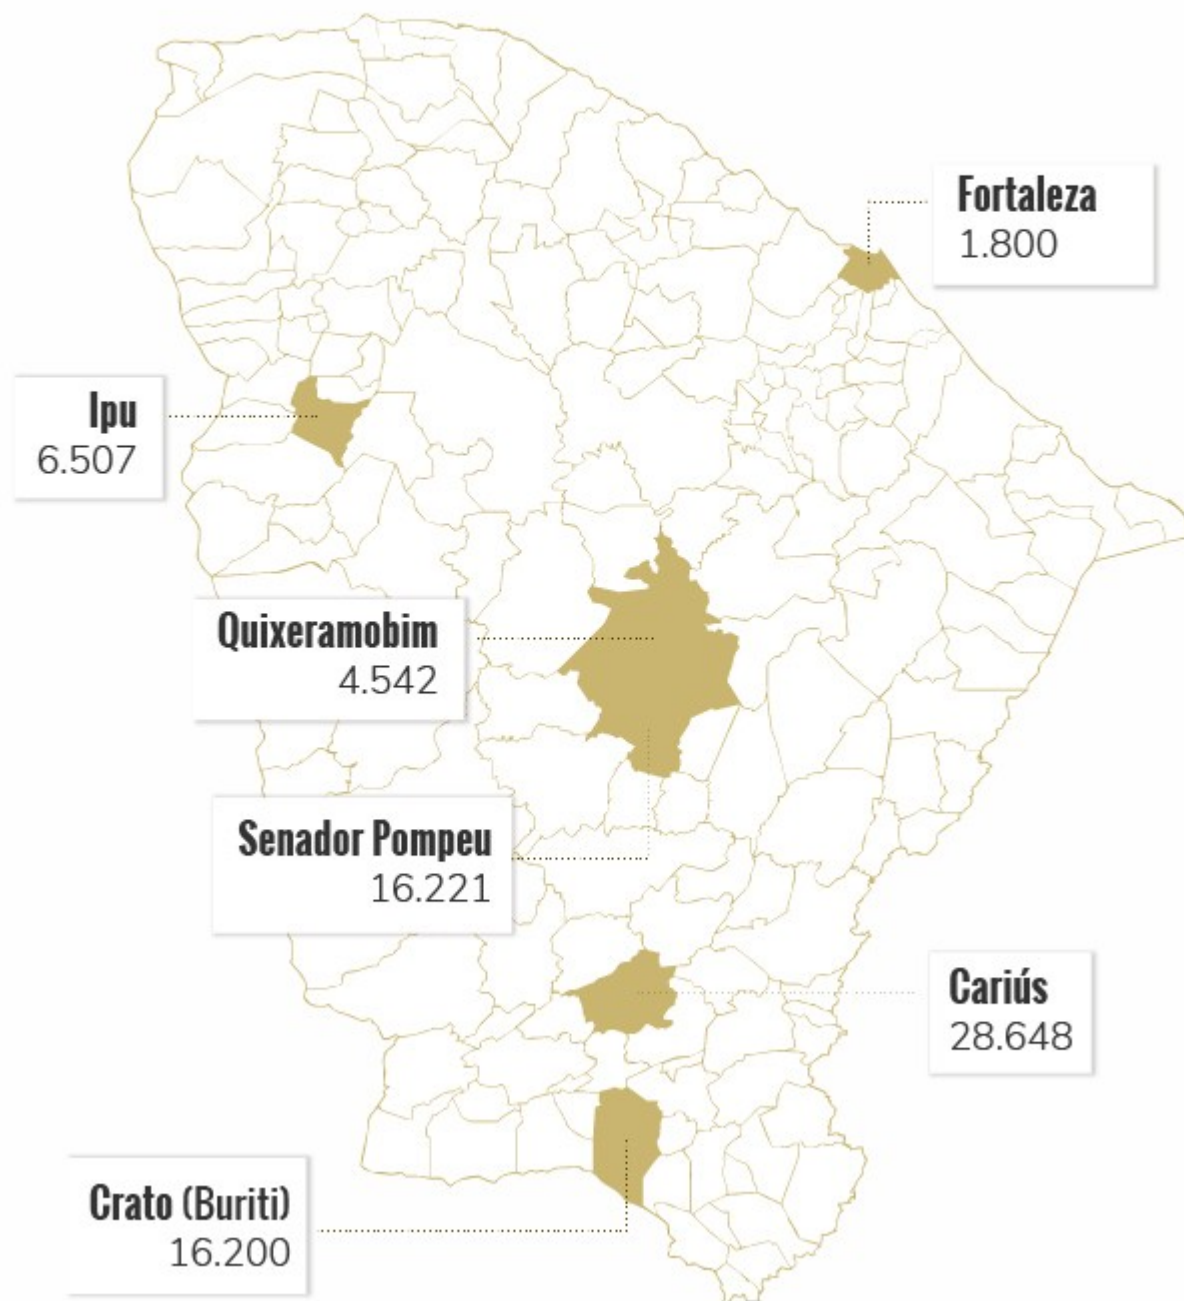 Fortaleza
1.800
Ipu
6.507
Quixeramobim
4.542
Senador Pompeu
16.221
Cariús
28.648
Crato (Buriti)
16.200